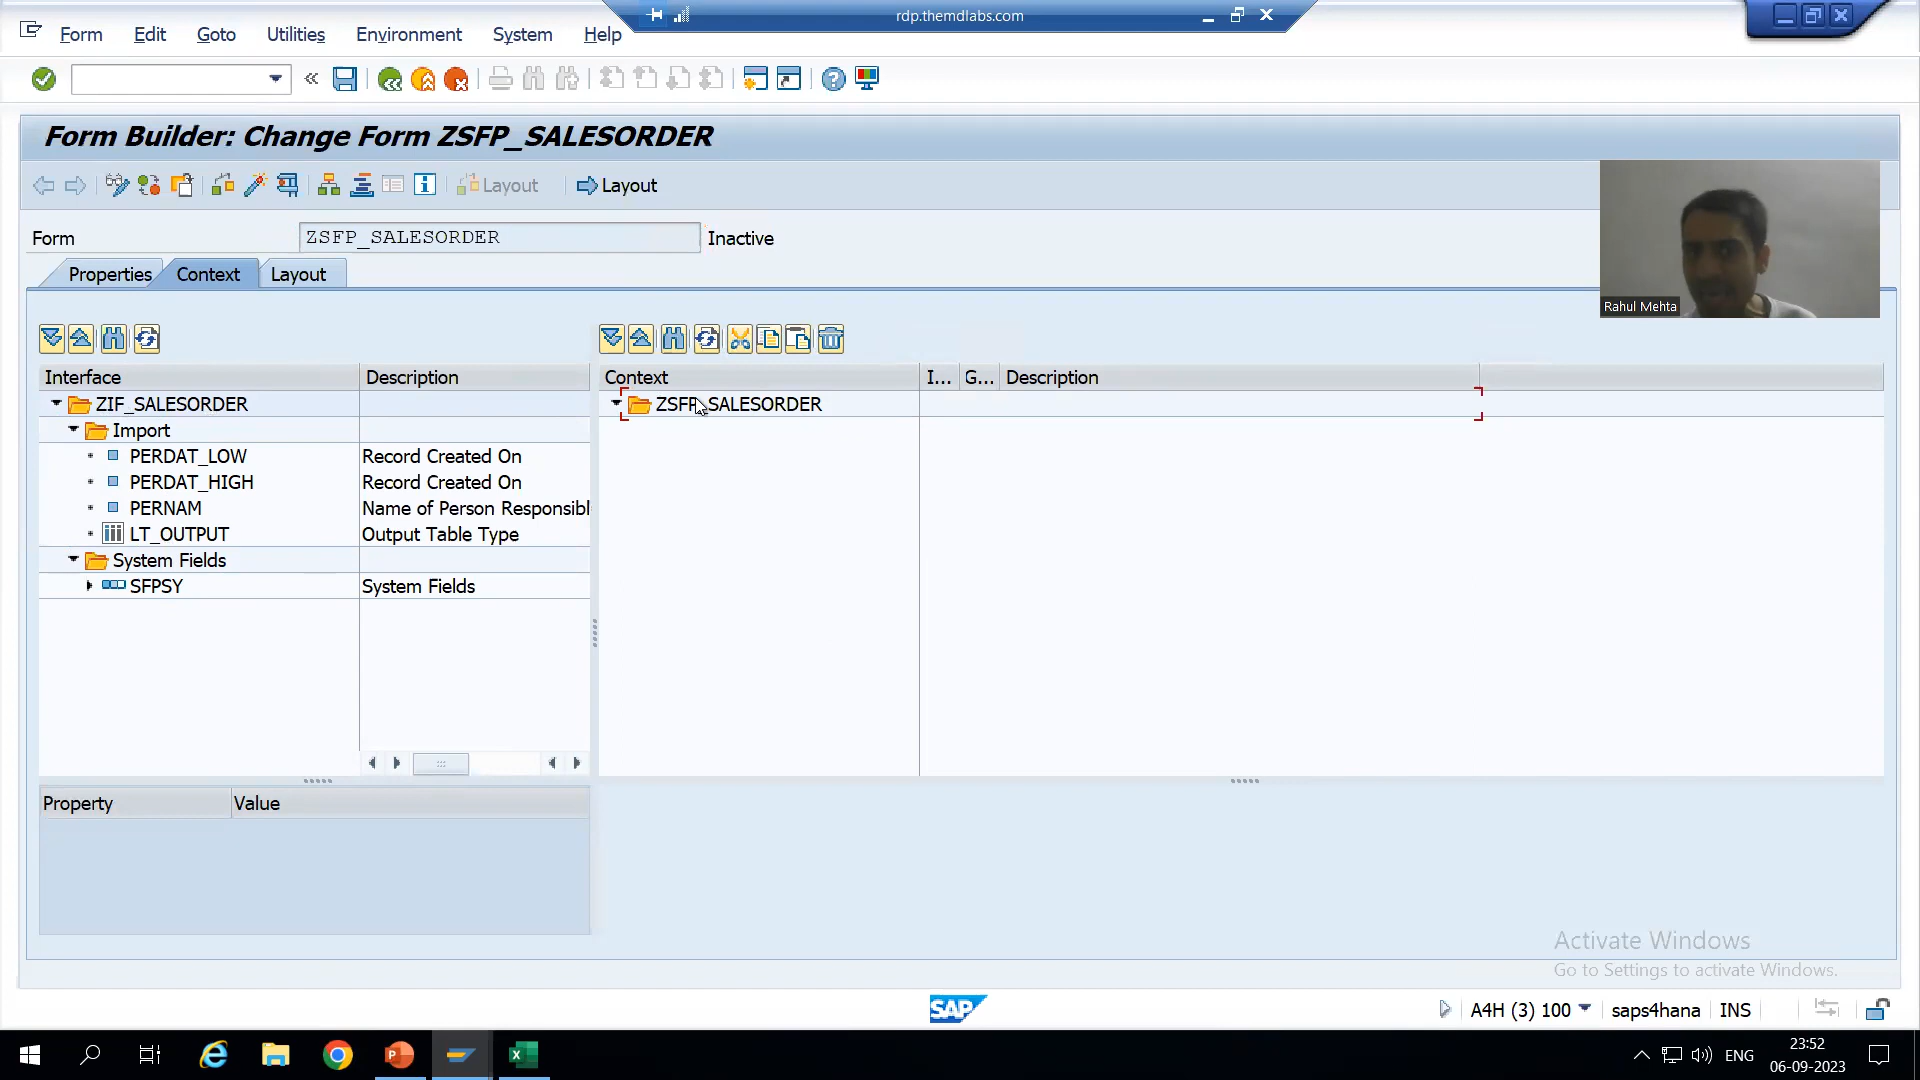 rdp.themdlabs.com
Form Edit Goto Utilities Environment System Help
Form Builder: Change Form ZSFP_SALESORDER
Layout Layout
Form ZSFP_SALESORDER Inactive
Properties Context Layout
Rahul Mehta
Interface Description
ZIF_SALESORDER
Import
PERDAT_LOW Record Created On
PERDAT_HIGH Record Created On
PERNAM Name of Person Responsibl
LT_OUTPUT Output Table Type
System Fields
SFPSY System Fields
Context I... G... Description
ZSFP_SALESORDER
Property Value
Activate Windows
Go to Settings to activate Windows.
SAP
A4H (3) 100 saps4hana INS
ENG
23:52
06-09-2023